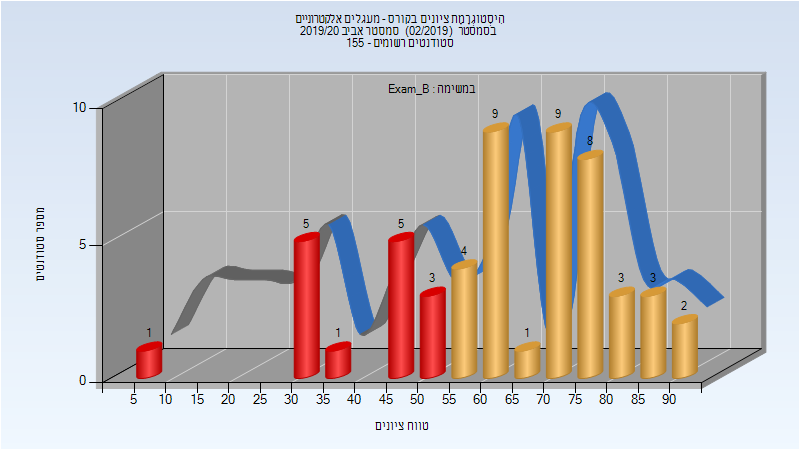 היסטוגרמת ציונים בקורס - מעגלים אלקטרוניים
בסמסטר (02/2019) סמסטר אביב 2019/20
סטודנטים רשומים - 155
במשימה : Exam_B
מספר סטודנטים
10
5
0
1
5
1
5
3
4
9
1
9
8
3
3
2
5 10 15 20 25 30 35 40 45 50 55 60 65 70 75 80 85 90
טווח ציונים